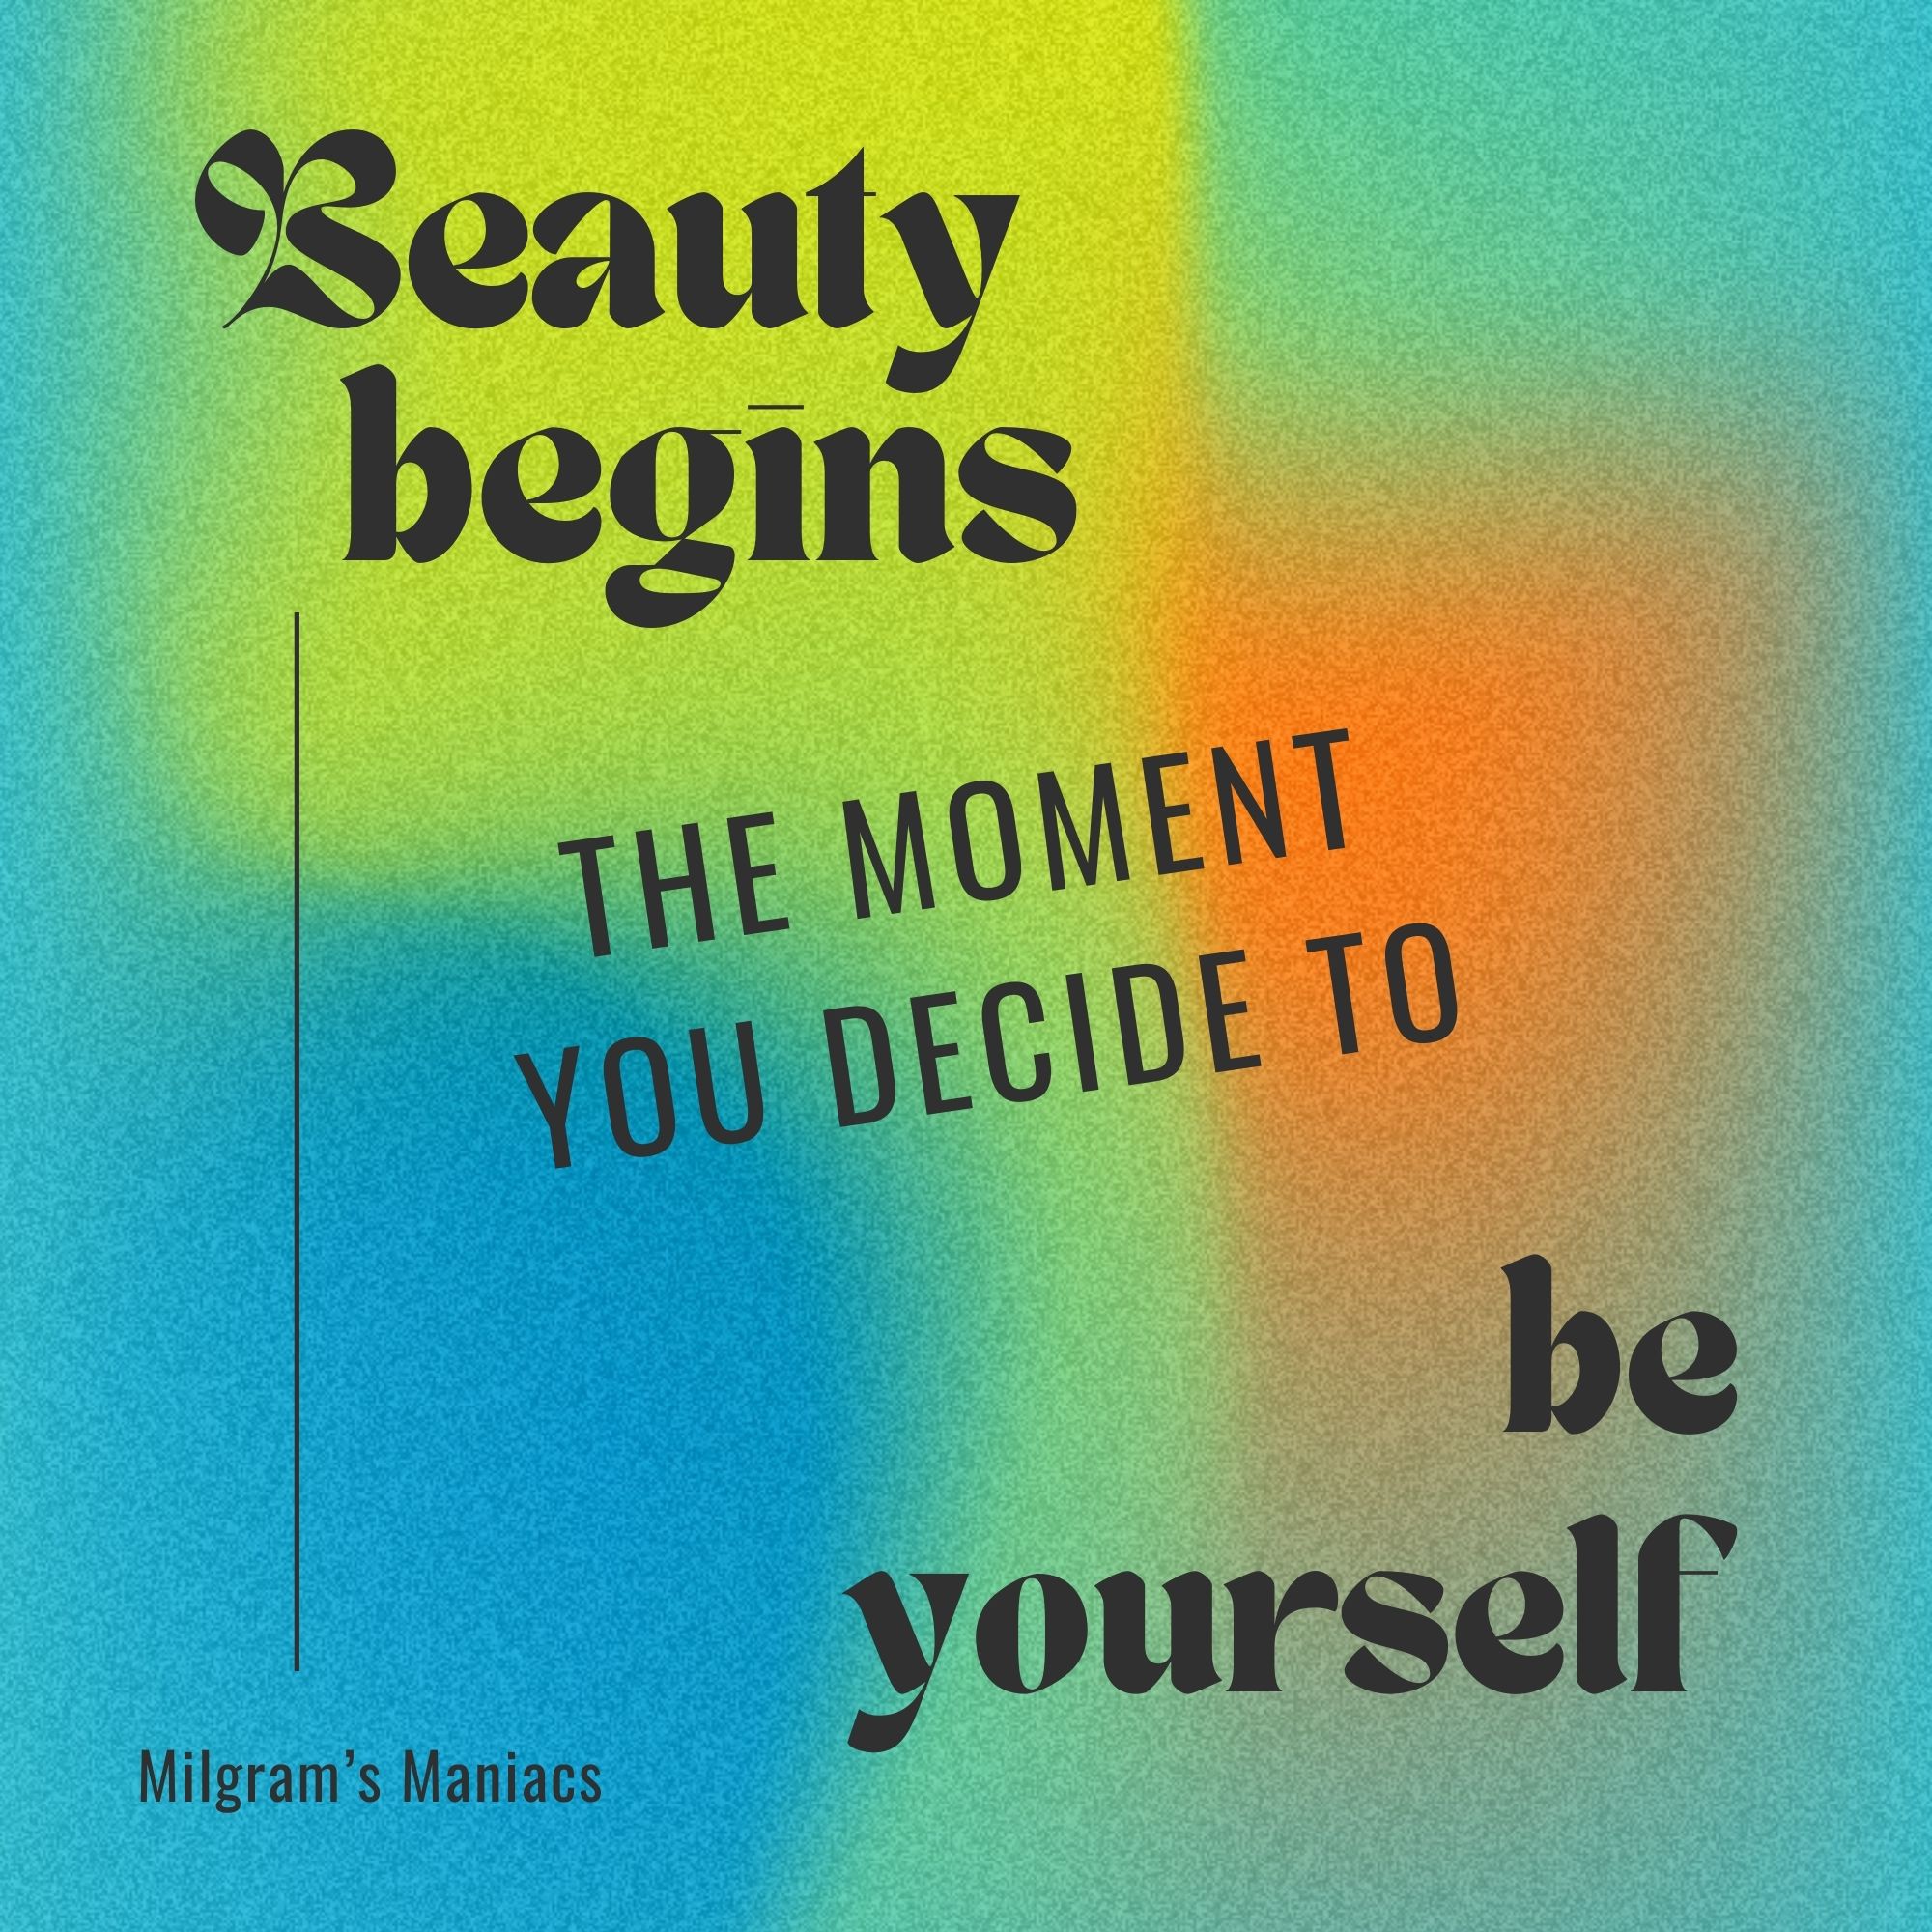 Beauty
begins
THE MOMENT
YOU DECIDE TO
be
yourself
Milgram’s Maniacs